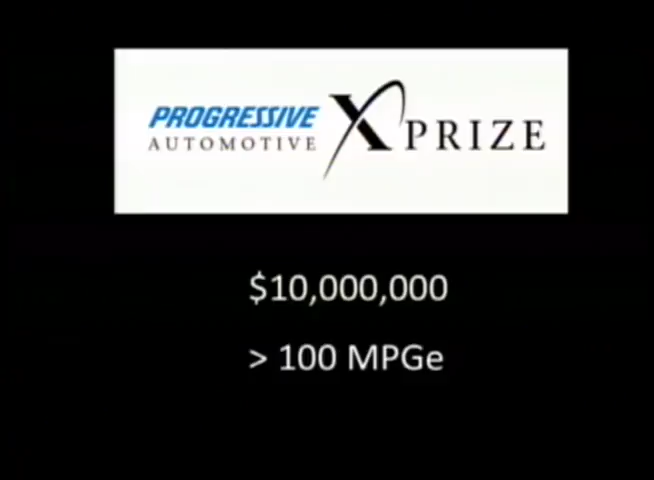 PROGRESSIVE
AUTOMOTIVE
X PRIZE
$10,000,000
> 100 MPGe